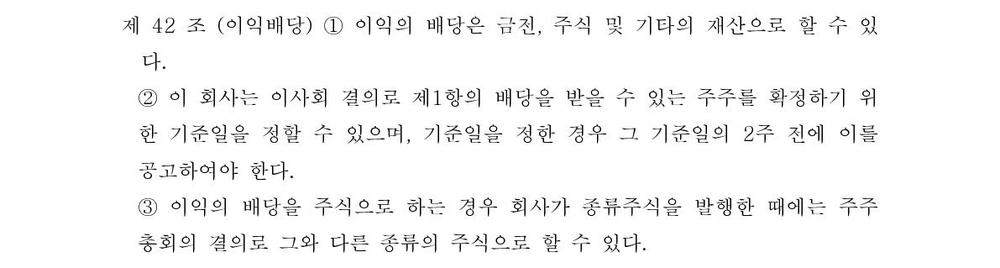 제 42 조 (이익배당) ① 이익의 배당은 금전, 주식 및 기타의 재산으로 할 수 있
다.
② 이 회사는 이사회 결의로 제1항의 배당을 받을 수 있는 주주를 확정하기 위
한 기준일을 정할 수 있으며, 기준일을 정한 경우 그 기준일의 2주 전에 이를
공고하여야 한다.
③ 이익의 배당을 주식으로 하는 경우 회사가 종류주식을 발행한 때에는 주주
총회의 결의로 그와 다른 종류의 주식으로 할 수 있다.